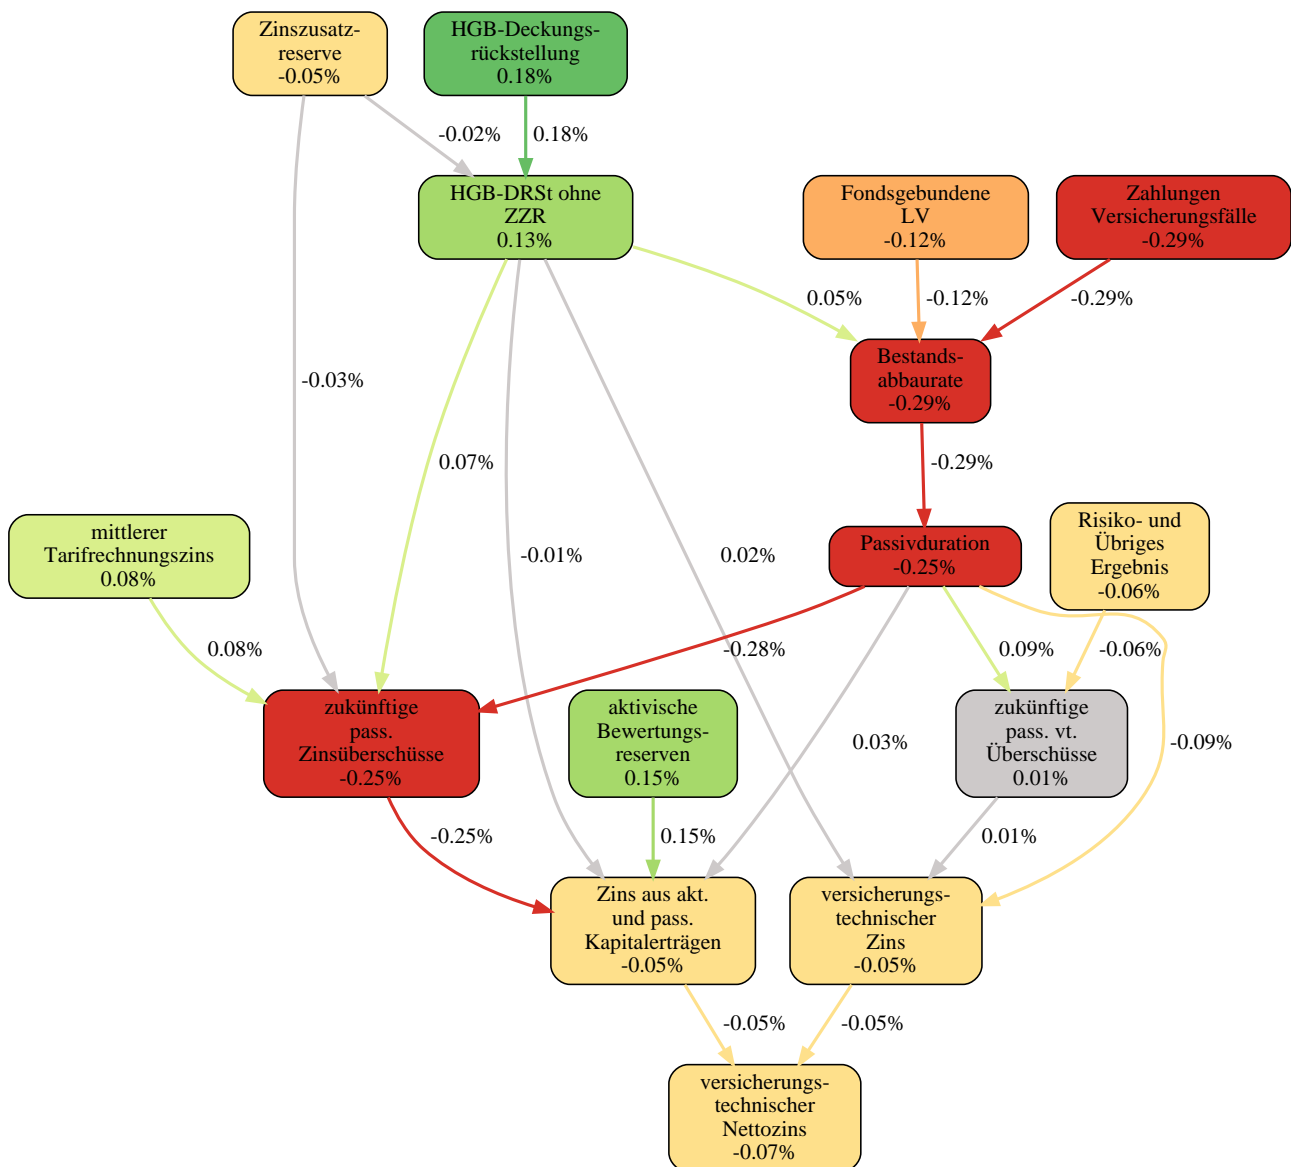 Zinszusatz-
reserve
-0.05%
HGB-Deckungs-
rückstellung
0.18%
-0.02%
0.18%
HGB-DRSt ohne
ZZR
0.13%
Fondsgebundene
LV
-0.12%
Zahlungen
Versicherungsfälle
-0.29%
0.05%
-0.12%
-0.29%
-0.03%
Bestands-
abbaurate
-0.29%
0.07%
-0.29%
mittlerer
Tarifrechnungszins
0.08%
-0.01%
0.02%
Passivduration
-0.25%
Risiko- und
Übriges
Ergebnis
-0.06%
0.08%
-0.28%
0.09%
-0.06%
zukünftige
pass.
Zinsüberschüsse
-0.25%
aktivische
Bewertungs-
reserven
0.15%
0.03%
zukünftige
pass. vt.
Überschüsse
0.01%
-0.09%
-0.25%
0.15%
0.01%
Zins aus akt.
und pass.
Kapitalerträgen
-0.05%
versicherungs-
technischer
Zins
-0.05%
-0.05%
-0.05%
versicherungs-
technischer
Nettozins
-0.07%